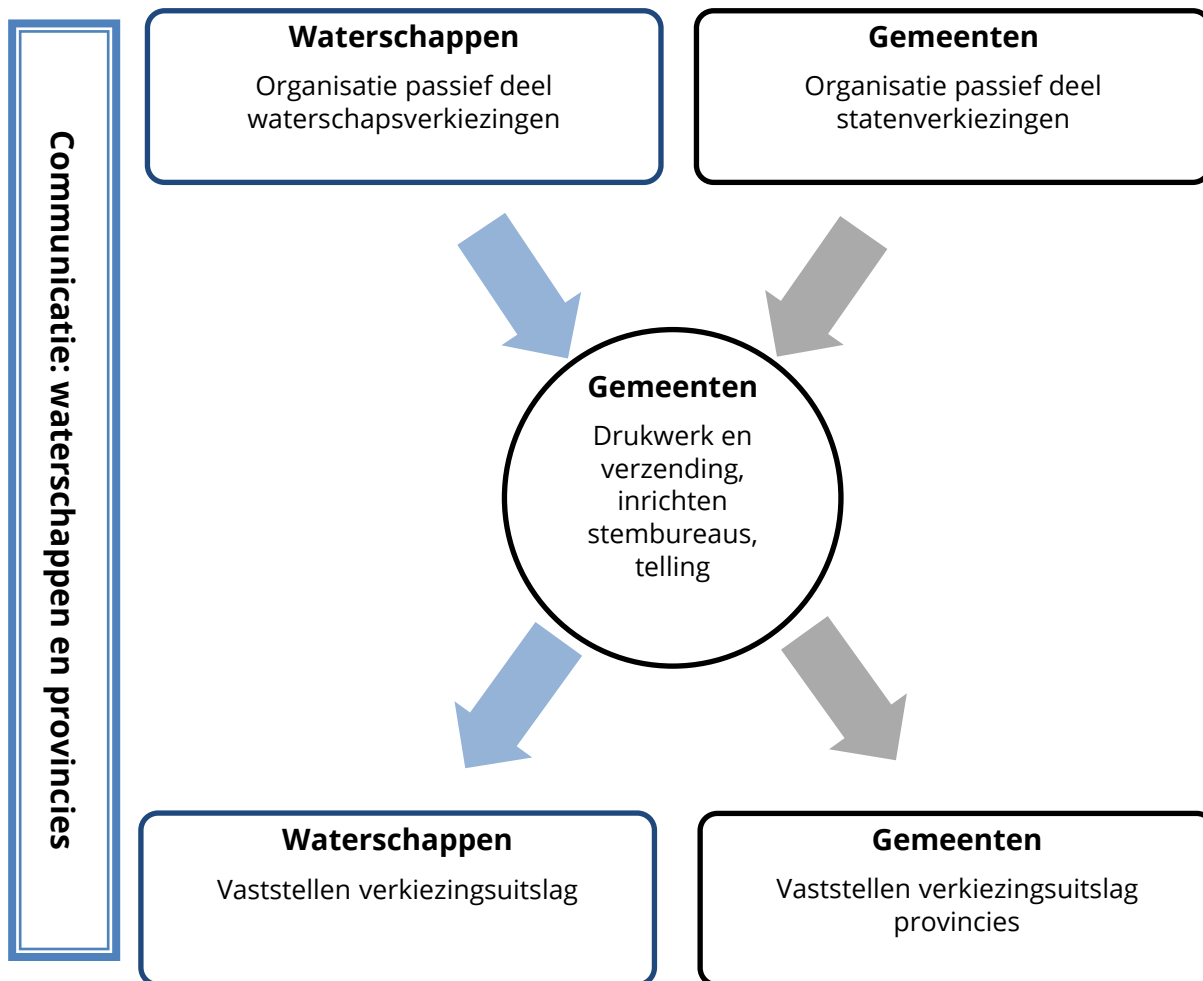 Communicatie: waterschappen en provincies
Waterschappen
Organisatie passief deel
waterschapsverkiezingen
Gemeenten
Organisatie passief deel
statenverkiezingen
Gemeenten
Drukwerk en
verzending,
inrichten
stembureaus,
telling
Waterschappen
Vaststellen verkiezingsuitslag
Gemeenten
Vaststellen verkiezingsuitslag
provincies